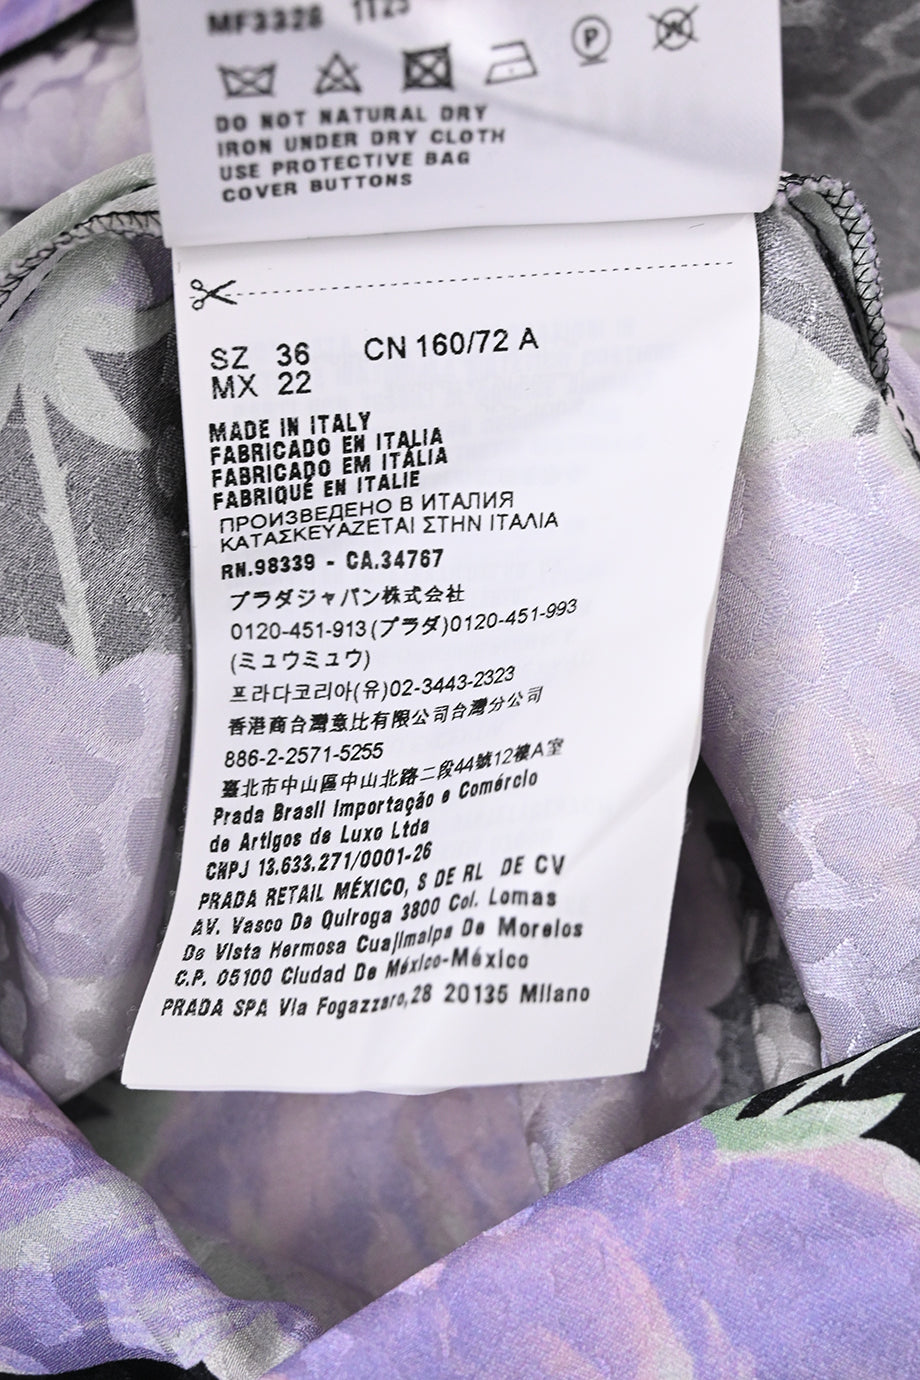 MF3328 1T25
P W
DO NOT NATURAL DRY
IRON UNDER DRY CLOTH
USE PROTECTIVE BAG
COVER BUTTONS
SZ 36 CN 160/72 A
MX 22
MADE IN ITALY
FABRICADO EN ITALIA
FABRICADO EM ITÁLIA
FABRIQUÉ EN ITALIE
ПРОИЗВЕДЕНО В ИТАЛИЯ
ΚΑΤΑΣΚΕΥΑΖΕΤΑΙ ΣΤΗΝ ΙΤΑΛΙΑ
RN.98339 - CA.34767
プラダジャパン株式会社
0120-451-913(プラダ)0120-451-993
(ミュウミュウ)
프라다코리아(유)02-3443-2323
香港商台灣意比有限公司台灣分公司
886-2-2571-5255
臺北市中山區中山北路二段44號12樓A室
Prada Brasil Importação e Comércio
de Artigos de Luxo Ltda
CNPJ 13.633.271/0001-26
PRADA RETAIL MÉXICO, S DE RL DE CV
AV. Vasco De Quiroga 3800 Col. Lomas
De Vista Hermosa Cuajimalpa De Morelos
C.P. 05100 Ciudad De México-México
PRADA SPA Via Fogazzaro,28 20135 Milano